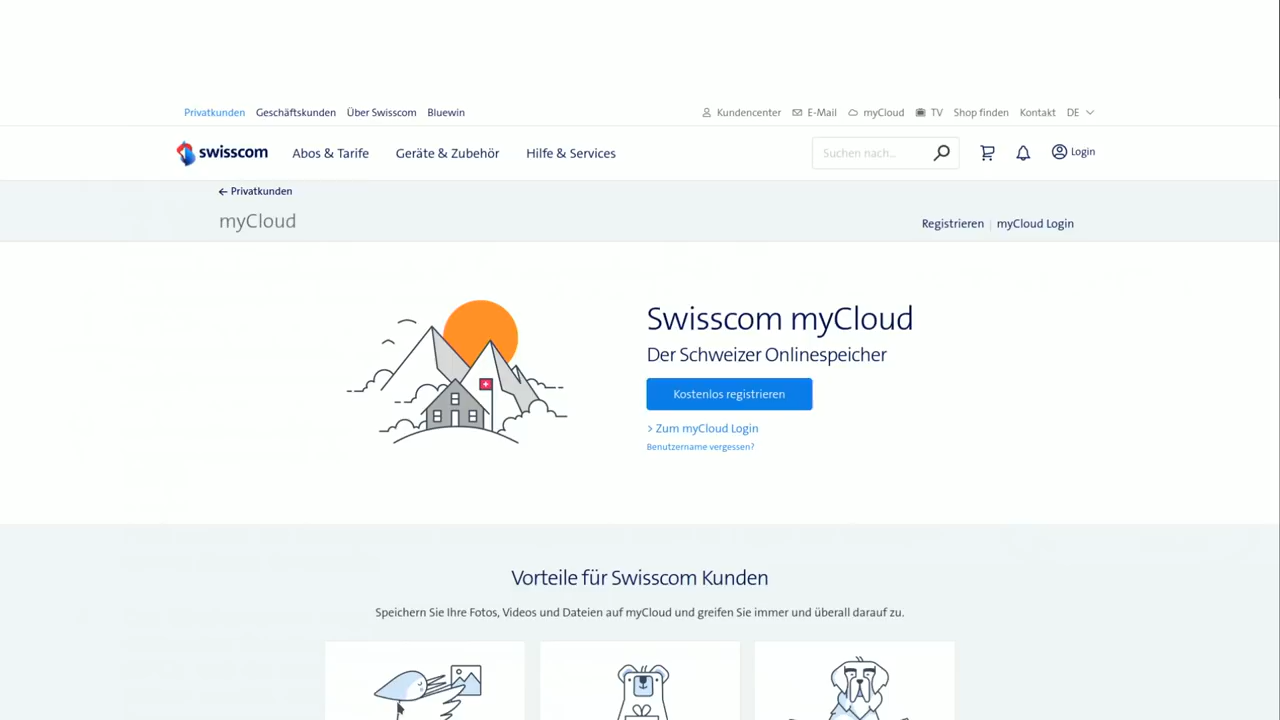 Privatkunden Geschäftskunden Über Swisscom Bluewin Kundencenter E-Mail myCloud TV Shop finden Kontakt DE
swisscom Abos & Tarife Geräte & Zubehör Hilfe & Services Suchen nach... Login
← Privatkunden
myCloud Registrieren | myCloud Login
Swisscom myCloud
Der Schweizer Onlinespeicher
Kostenlos registrieren
> Zum myCloud Login
Benutzername vergessen?
Vorteile für Swisscom Kunden
Speichern Sie Ihre Fotos, Videos und Dateien auf myCloud und greifen Sie immer und überall darauf zu.